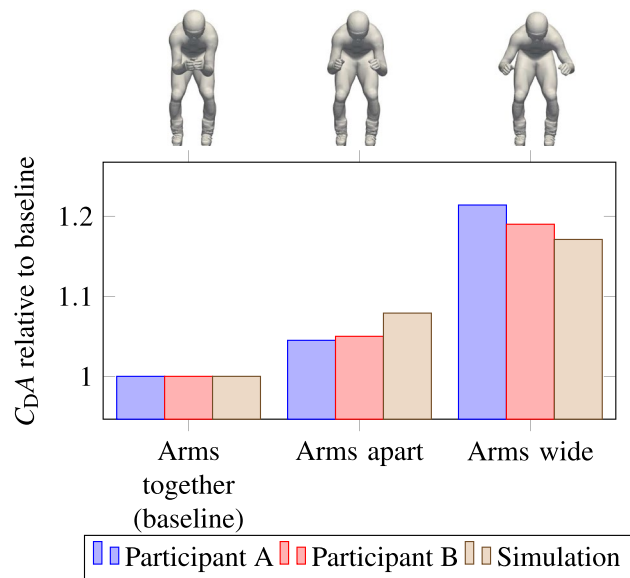 C_DA relative to baseline
1.2
1.1
1
Arms
together
(baseline)
Arms apart
Arms wide
Participant A
Participant B
Simulation